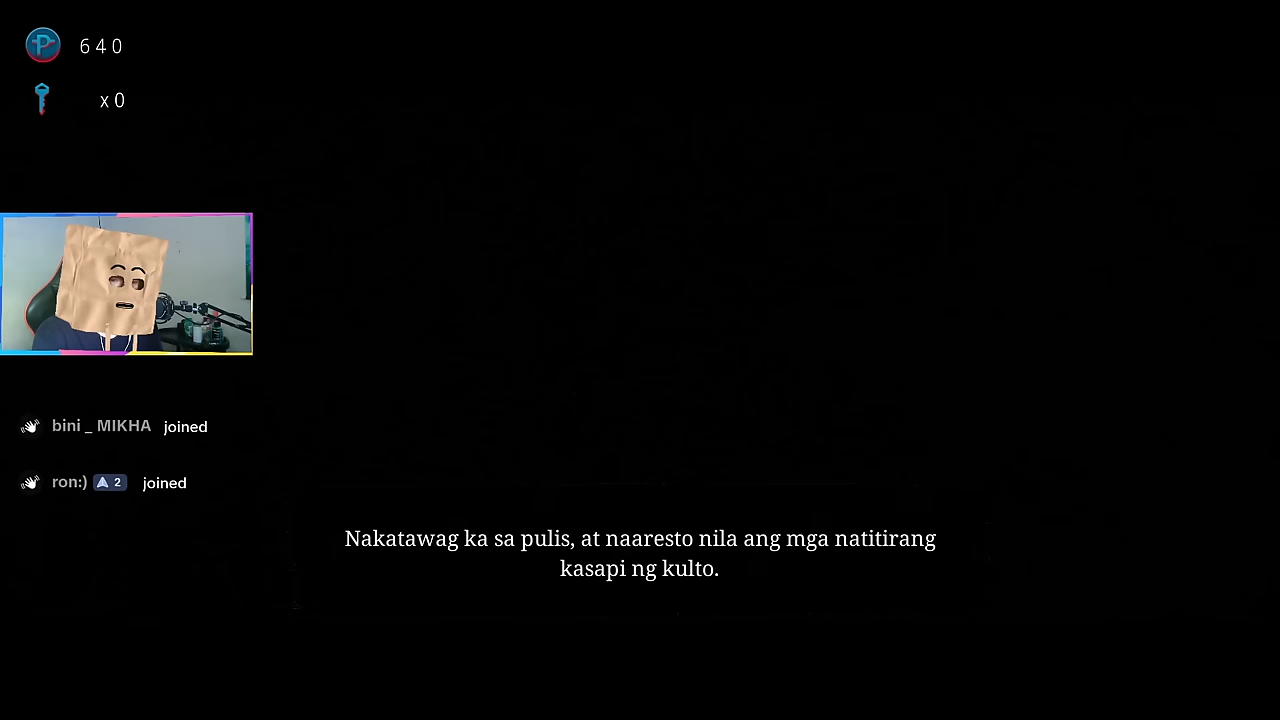 640
x0
bini _ MIKHA joined
ron:) 2 joined
Nakatawag ka sa pulis, at naaresto nila ang mga natitirang
kasapi ng kulto.